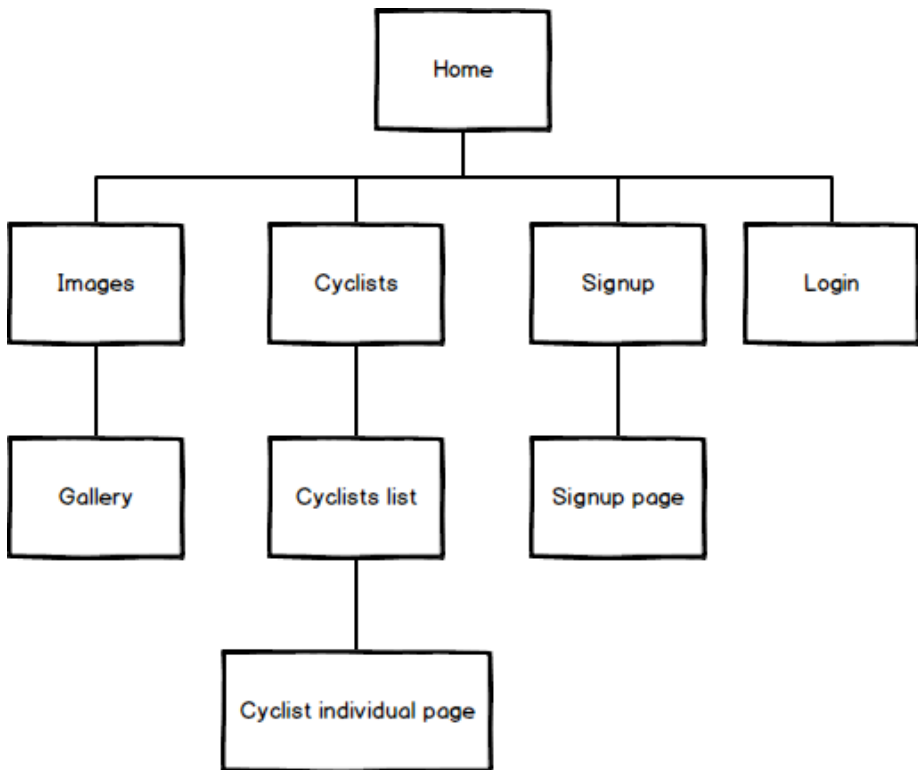 Home
Images
Cyclists
Signup
Login
Gallery
Cyclists list
Signup page
Cyclist individual page